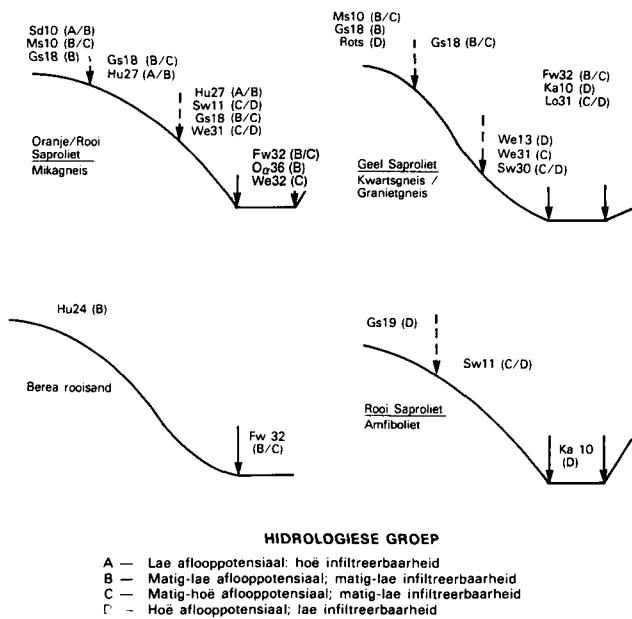 Sd10 (A/B)
Ms10 (B/C)
Gs18 (B)
Gs18 (B/C)
Hu27 (A/B)
Hu27 (A/B)
Sw11 (C/D)
Gs18 (B/C)
We31 (C/D)
Oranje/Rooi
Saproliet
Mikagneis
Fw32 (B/C)
Oα36 (B)
We32 (C)
Ms10 (B/C)
Gs18 (B)
Rots (D)
Gs18 (B/C)
Fw32 (B/C)
Ka10 (D)
Lo31 (C/D)
We13 (D)
We31 (C)
Sw30 (C/D)
Geel Saproliet
Kwartsgneis /
Granietgneis
Hu24 (B)
Berea rooisand
Fw 32
(B/C)
Gs19 (D)
Sw11 (C/D)
Rooi Saproliet
Amfiboliet
Ka 10
(D)
HIDROLOGIESE GROEP
A — Lae aflooppotensiaal: hoë infiltreerbaarheid
B — Matig-lae aflooppotensiaal; matig-lae infiltreerbaarheid
C — Matig-hoë aflooppotensiaal; matig-lae infiltreerbaarheid
D — Hoë aflooppotensiaal; lae infiltreerbaarheid